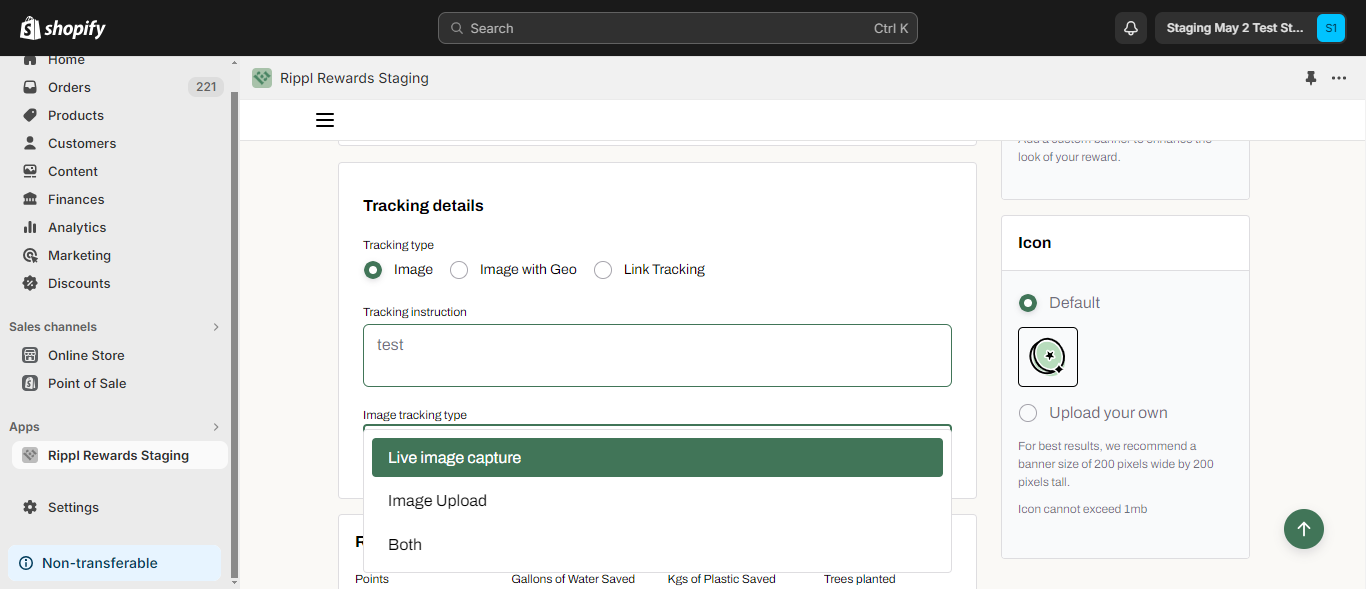 shopify
Search
Ctrl K
Staging May 2 Test St...
S1
Home
Orders
221
Products
Customers
Content
Finances
Analytics
Marketing
Discounts
Sales channels
Online Store
Point of Sale
Apps
Rippl Rewards Staging
Settings
Non-transferable
Rippl Rewards Staging
Tracking details
Tracking type
Image
Image with Geo
Link Tracking
Tracking instruction
test
Image tracking type
Live image capture
Image Upload
Both
Points
Gallons of Water Saved
Kgs of Plastic Saved
Trees planted
Add a custom banner to enhance the
look of your reward.
Icon
Default
Upload your own
For best results, we recommend a
banner size of 200 pixels wide by 200
pixels tall.
Icon cannot exceed 1mb